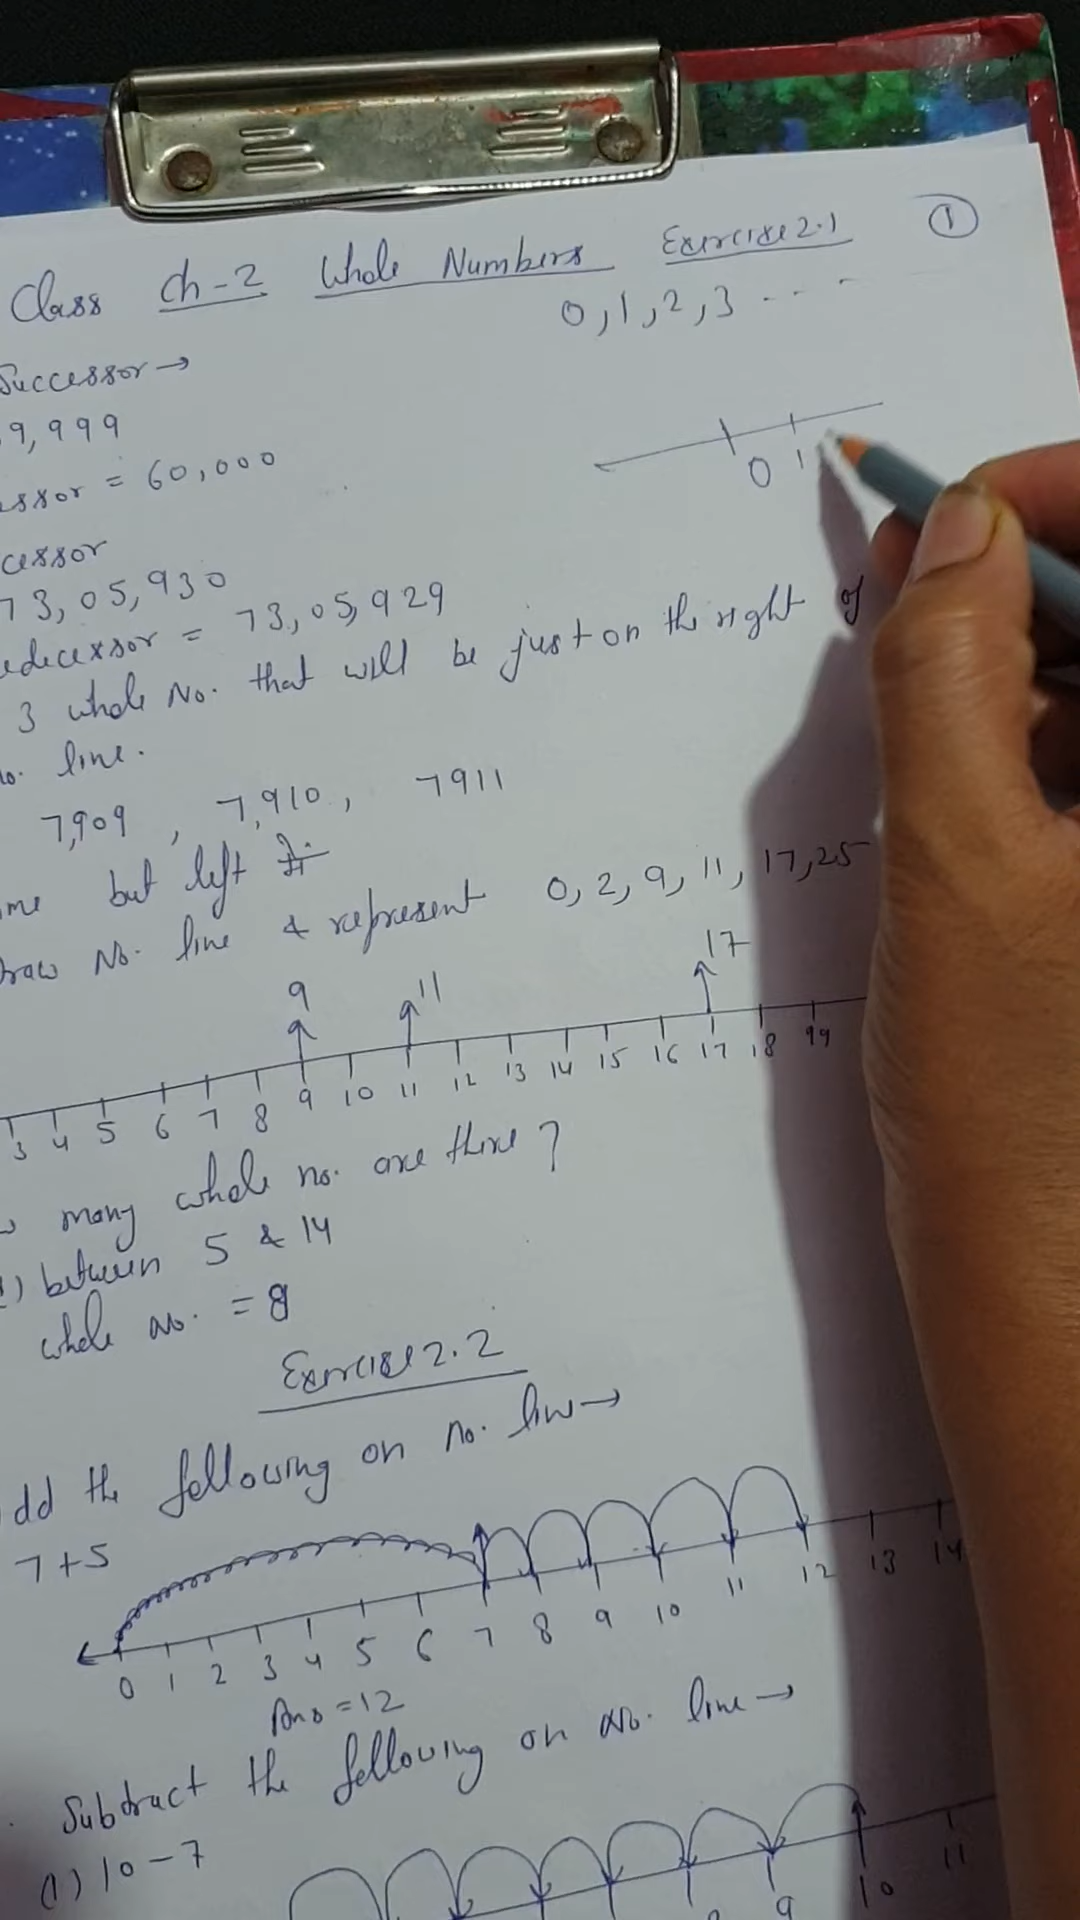 Class Ch-2 Whole Numbers Exercise 2.1 ①
0, 1, 2, 3 ....
Successor →
9,999
essor = 60,000
0 1
cessor
73,05,930
edecessor = 73,05,929
3 whole No. that will be just on the right of
No. line.
7,909 , 7,910 , 7911
me but left
raw No. line & represent 0, 2, 9, 11, 17, 25
9 11 17
3 4 5 6 7 8 9 10 11 12 13 14 15 16 17 18 19
w many whole no. are there?
) between 5 & 14
whole no. = 8
Exercise 2.2
dd the following on no. line →
7+5
0 1 2 3 4 5 6 7 8 9 10 11 12 13 14
Ans = 12
Subtract the following on no. line →
(1) 10-7
9 10 11